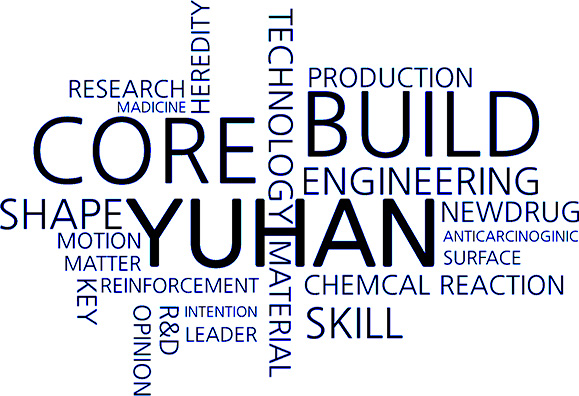 HEREDITY
TECHNOLOGY MATERIAL
RESEARCH
MADICINE
PRODUCTION
CORE
BUILD
ENGINEERING
SHAPE
YUHAN
NEWDRUG
MOTION
ANTICARCINOGINIC
MATTER
SURFACE
KEY
REINFORCEMENT
CHEMCAL REACTION
OPINION
R&D
INTENTION
LEADER
SKILL